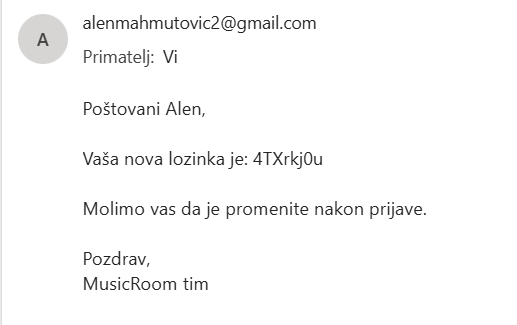 A
alenmahmutovic2@gmail.com
Primatelj: Vi
Poštovani Alen,
Vaša nova lozinka je: 4TXrkj0u
Molimo vas da je promenite nakon prijave.
Pozdrav,
MusicRoom tim